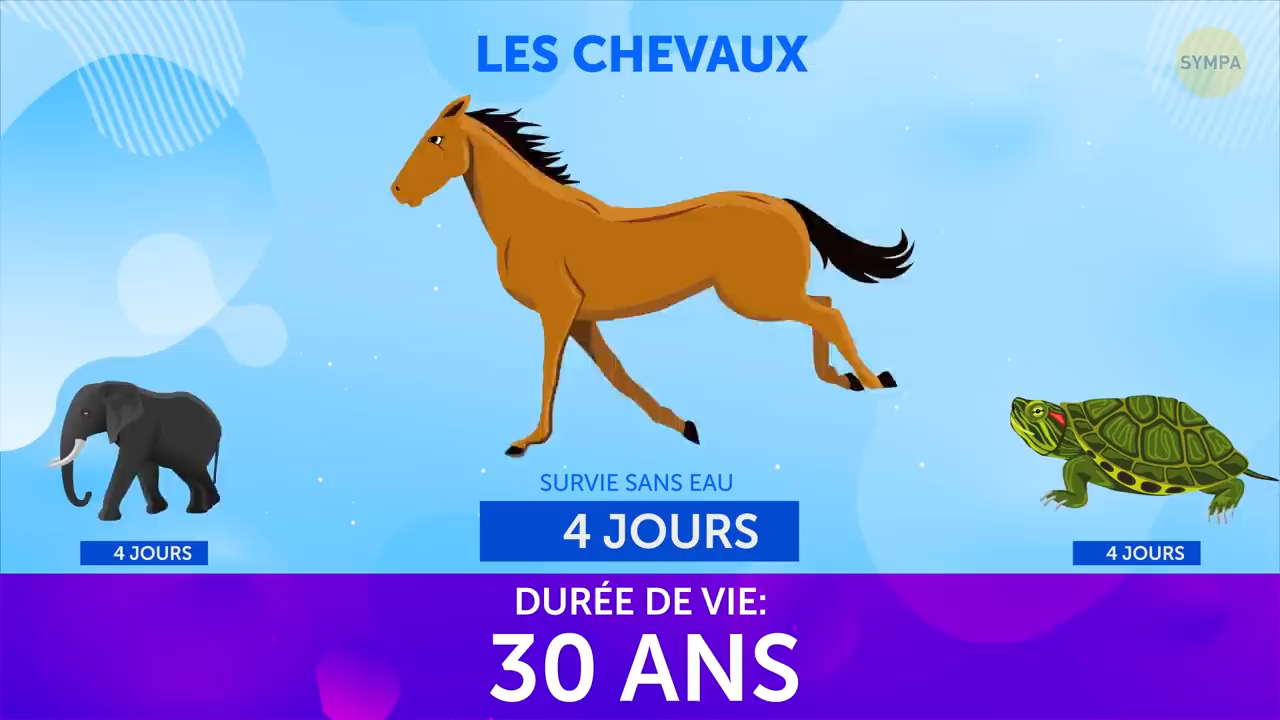 LES CHEVAUX
SYMPA
SURVIE SANS EAU
4 JOURS
4 JOURS
4 JOURS
DURÉE DE VIE:
30 ANS